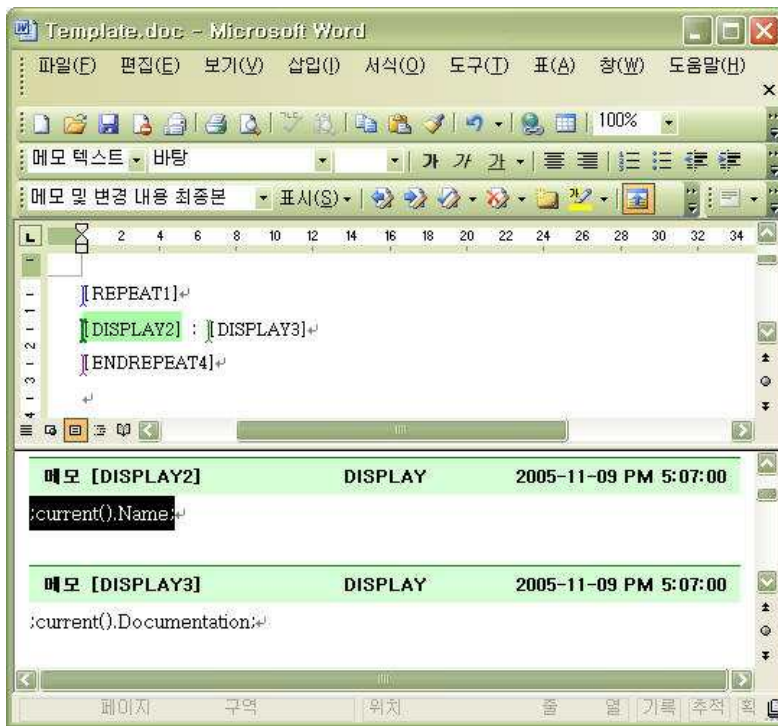 Template.doc - Microsoft Word
파일(F) 편집(E) 보기(V) 삽입(I) 서식(O) 도구(T) 표(A) 창(W) 도움말(H)
100%
메모 텍스트 바탕 가 가 가
메모 및 변경 내용 최종본 표시(S)
2 4 6 8 10 12 14 16 18 20 22 24 26 28 30 32 34
[REPEAT1]
[DISPLAY2] : [DISPLAY3]
[ENDREPEAT4]
메모 [DISPLAY2] DISPLAY 2005-11-09 PM 5:07:00
;current().Name;
메모 [DISPLAY3] DISPLAY 2005-11-09 PM 5:07:00
;current().Documentation;
페이지 구역 위치 줄 열 기록 추적 확